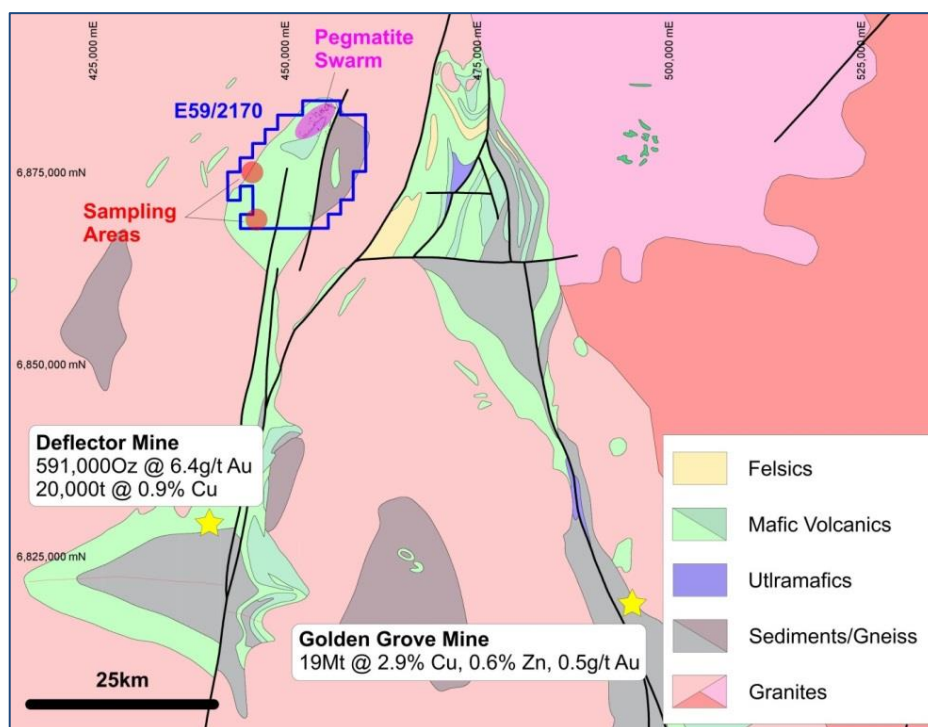 425,000 mE
450,000 mE
475,000 mE
500,000 mE
525,000 mE
Pegmatite
Swarm
E59/2170
6,875,000 mN
Sampling
Areas
6,850,000 mN
Deflector Mine
591,000Oz @ 6.4g/t Au
20,000t @ 0.9% Cu
6,825,000 mN
Golden Grove Mine
19Mt @ 2.9% Cu, 0.6% Zn, 0.5g/t Au
25km
Felsics
Mafic Volcanics
Utlramafics
Sediments/Gneiss
Granites